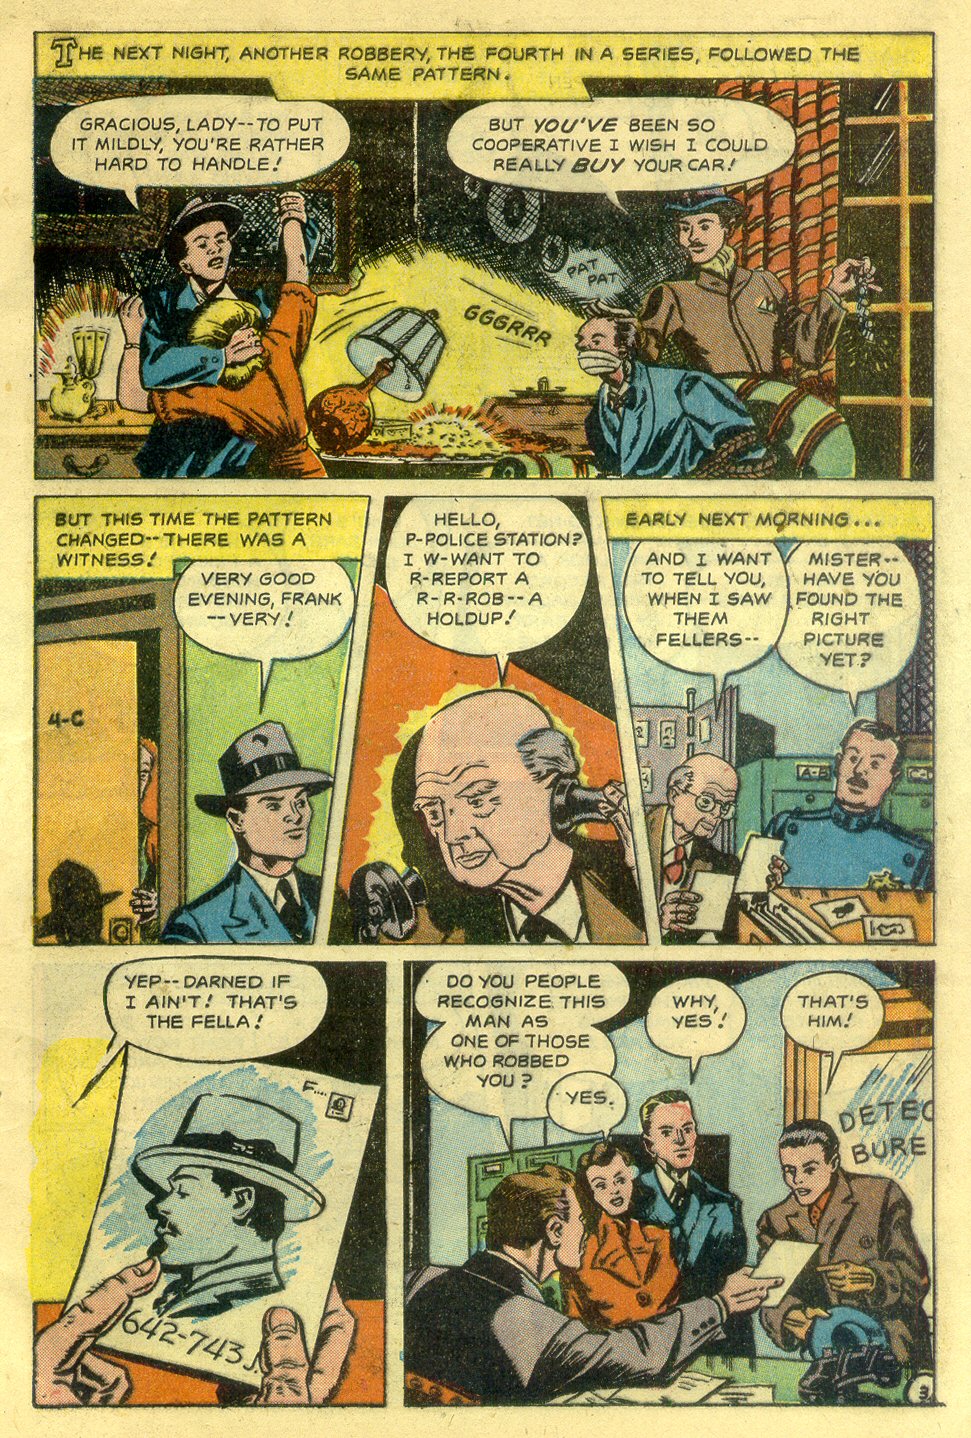 THE NEXT NIGHT, ANOTHER ROBBERY, THE FOURTH IN A SERIES, FOLLOWED THE
SAME PATTERN.
GRACIOUS, LADY--TO PUT
IT MILDLY, YOU'RE RATHER
HARD TO HANDLE!
BUT YOU'VE BEEN SO
COOPERATIVE I WISH I COULD
REALLY BUY YOUR CAR!
PAT
PAT
GGGRRR
BUT THIS TIME THE PATTERN
CHANGED--THERE WAS A
WITNESS!
VERY GOOD
EVENING, FRANK
--VERY!
4-C
HELLO,
P-POLICE STATION?
I W-WANT TO
R-REPORT A
R-R-ROB--A
HOLDUP!
EARLY NEXT MORNING...
AND I WANT
TO TELL YOU,
WHEN I SAW
THEM
FELLERS--
MISTER--
HAVE YOU
FOUND THE
RIGHT
PICTURE
YET?
A-B
YEP--DARNED IF
I AIN'T! THAT'S
THE FELLA!
F...
642-743
DO YOU PEOPLE
RECOGNIZE THIS
MAN AS
ONE OF THOSE
WHO ROBBED
YOU?
YES.
WHY,
YES!
THAT'S
HIM!
DETEC
BURE
3